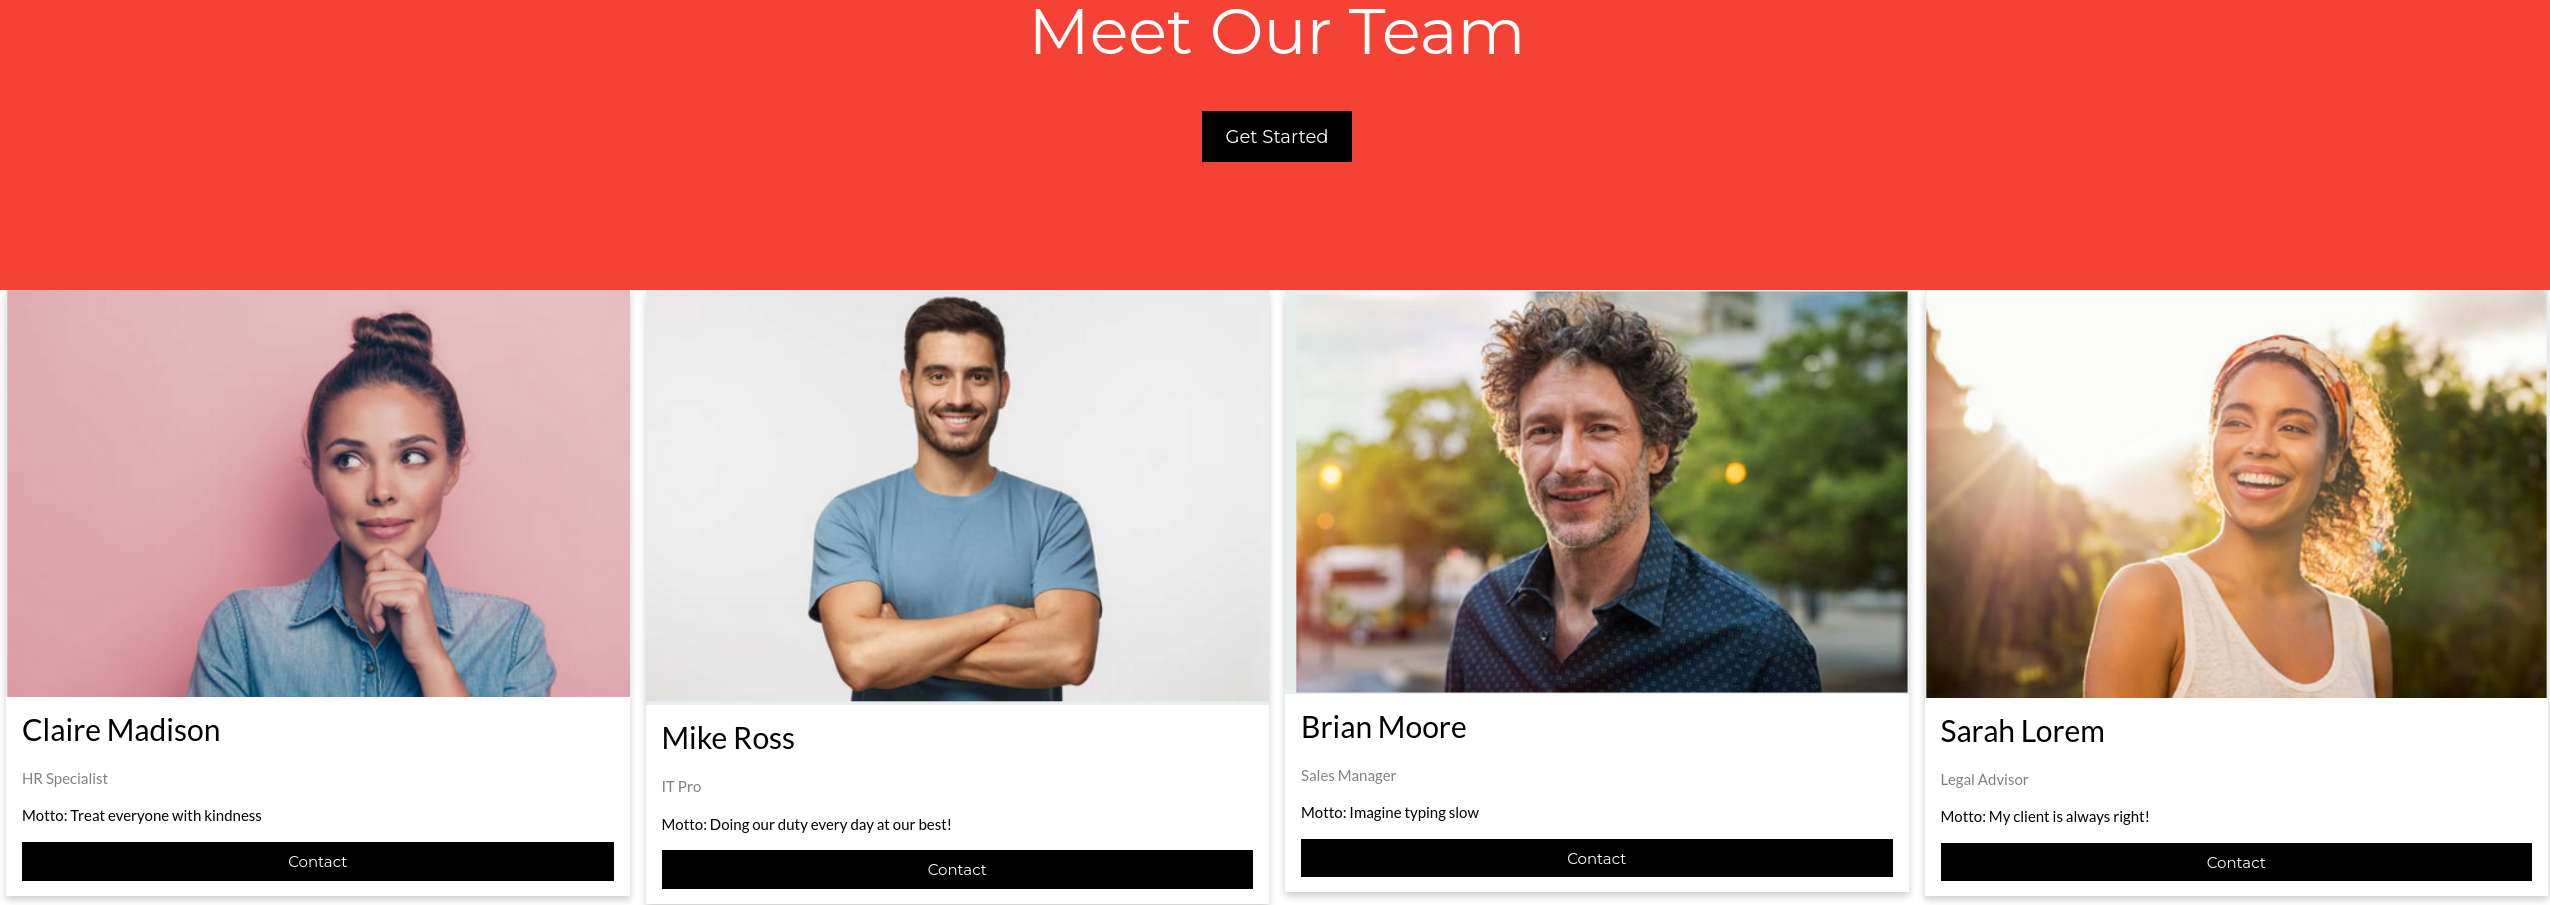 Meet Our Team
Get Started
Claire Madison
HR Specialist
Motto: Treat everyone with kindness
Contact
Mike Ross
IT Pro
Motto: Doing our duty every day at our best!
Contact
Brian Moore
Sales Manager
Motto: Imagine typing slow
Contact
Sarah Lorem
Legal Advisor
Motto: My client is always right!
Contact